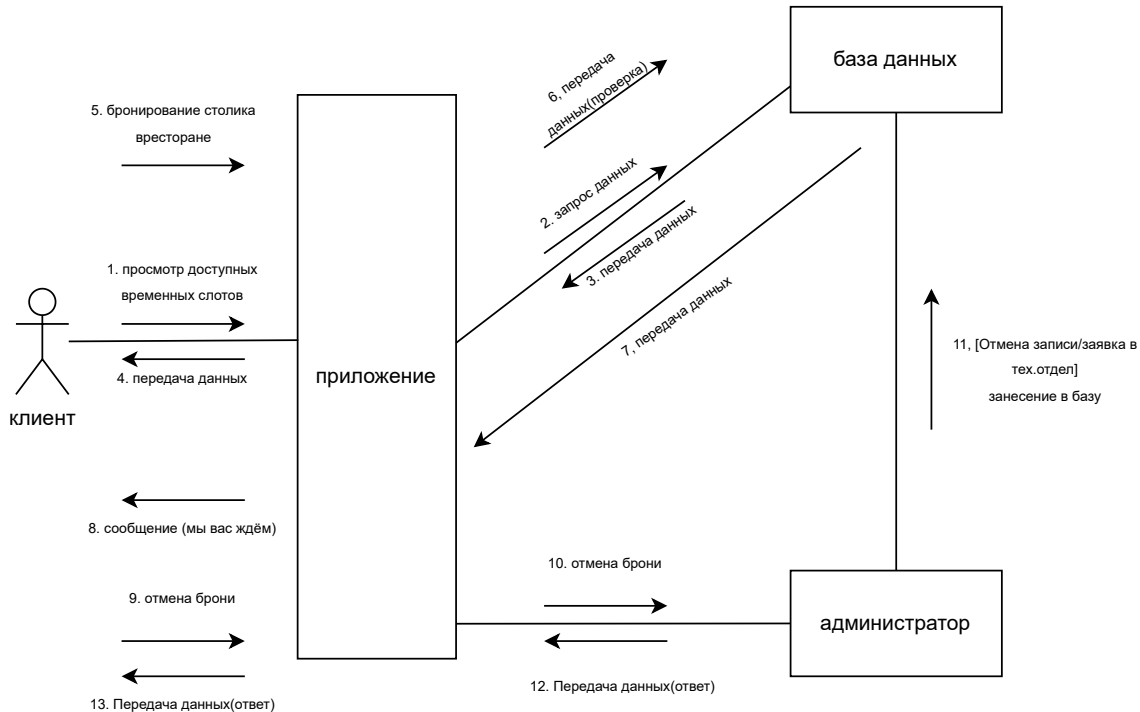 база данных
6, передача
данных(проверка)
5. бронирование столика
вресторане
2. запрос данных
3. передача данных
1. просмотр доступных
временных слотов
7, передача данных
11, [Отмена записи/заявка в
тех.отдел]
занесение в базу
приложение
4. передача данных
клиент
8. сообщение (мы вас ждём)
10. отмена брони
9. отмена брони
администратор
12. Передача данных(ответ)
13. Передача данных(ответ)